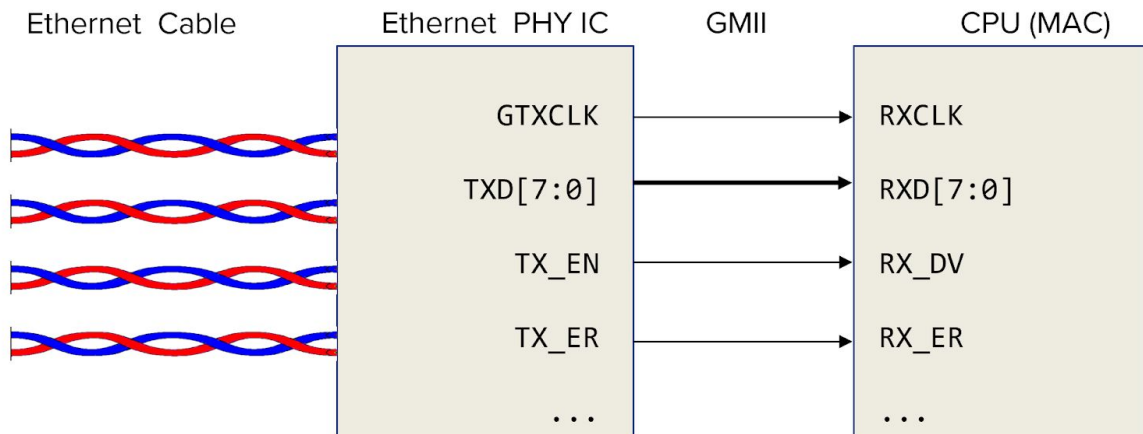 Ethernet Cable
Ethernet PHY IC
GMII
CPU (MAC)
GTXCLK
RXCLK
TXD[7:0]
RXD[7:0]
TX_EN
RX_DV
TX_ER
RX_ER
...
...